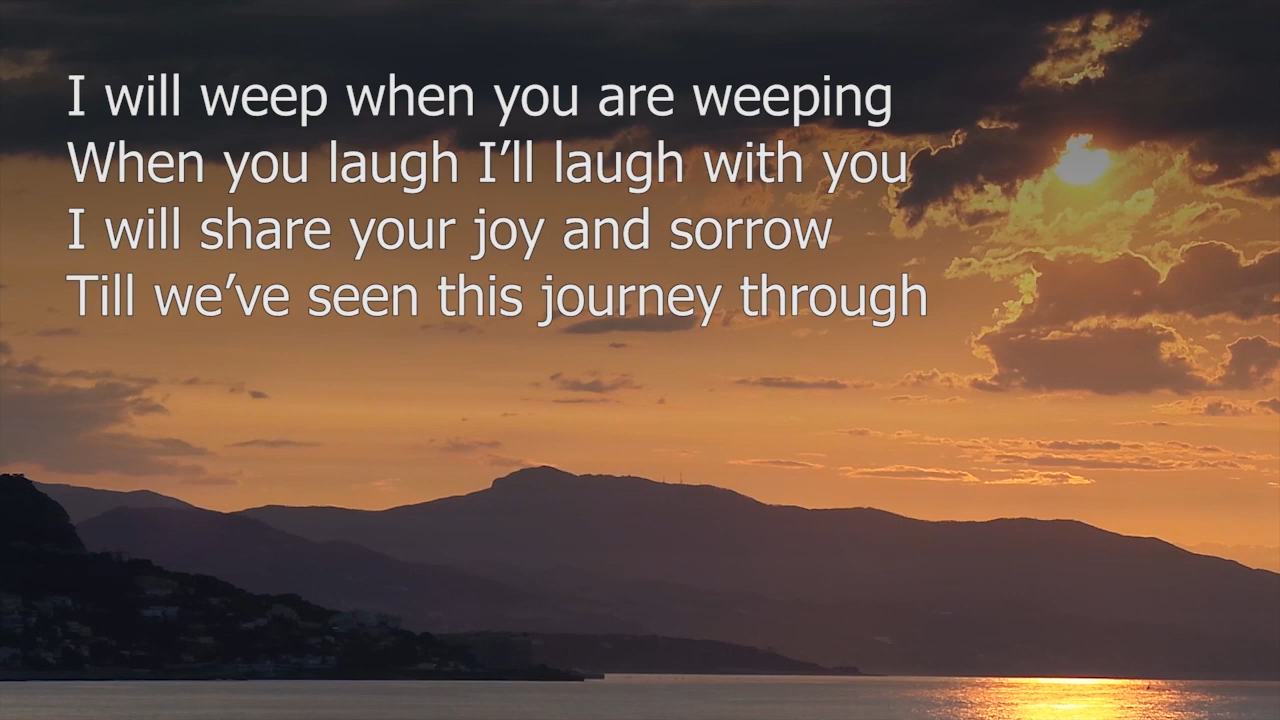 I will weep when you are weeping
When you laugh I’ll laugh with you
I will share your joy and sorrow
Till we’ve seen this journey through